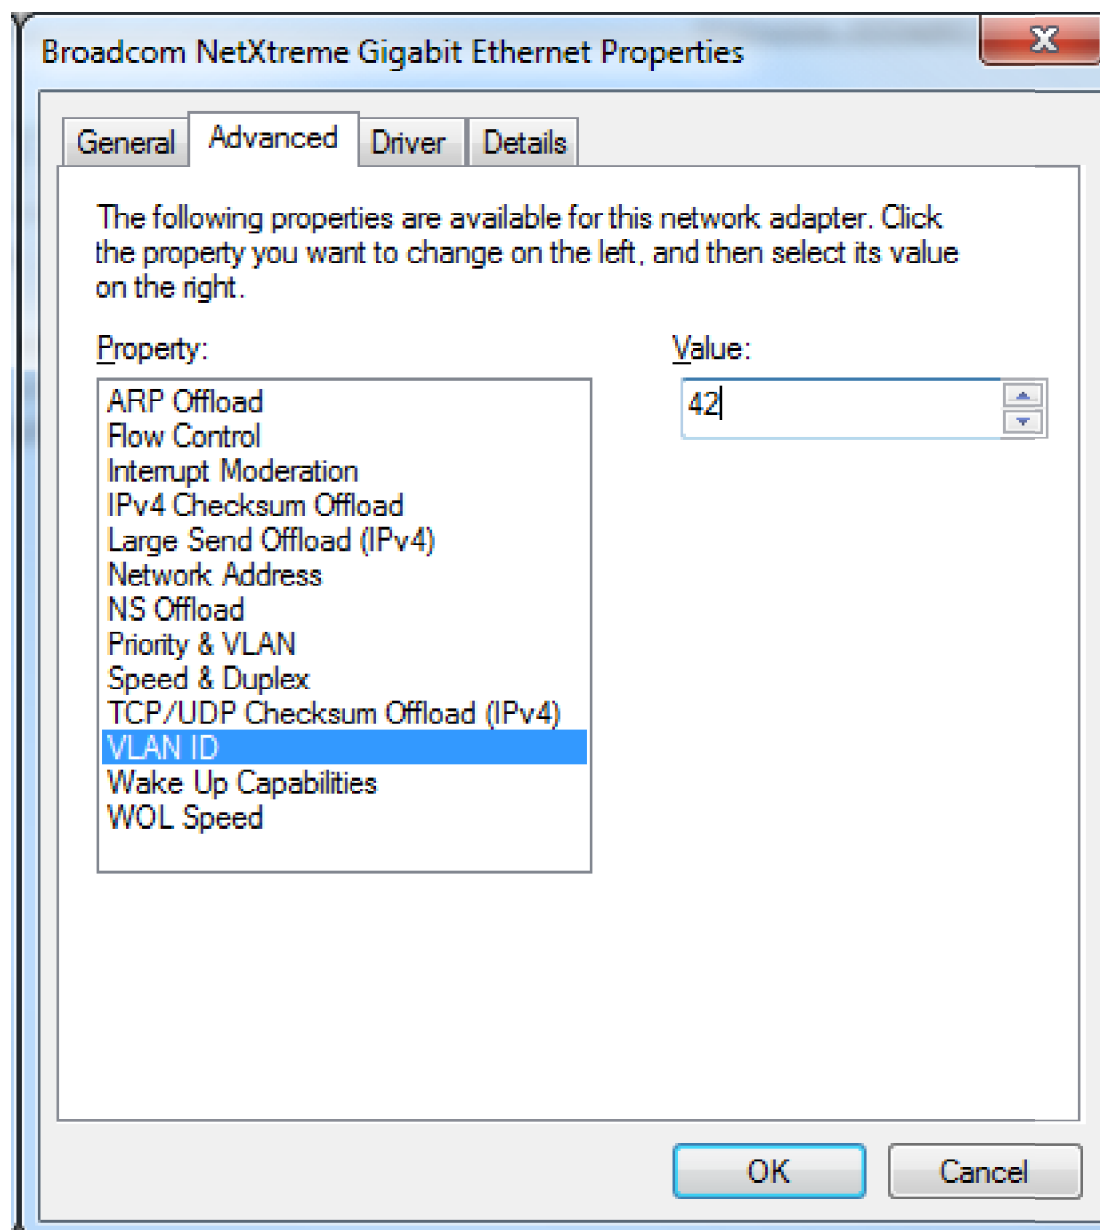 Broadcom NetXtreme Gigabit Ethernet Properties
General Advanced Driver Details
The following properties are available for this network adapter. Click
the property you want to change on the left, and then select its value
on the right.
Property: Value:
ARP Offload 42
Flow Control
Interrupt Moderation
IPv4 Checksum Offload
Large Send Offload (IPv4)
Network Address
NS Offload
Priority & VLAN
Speed & Duplex
TCP/UDP Checksum Offload (IPv4)
VLAN ID
Wake Up Capabilities
WOL Speed
OK Cancel